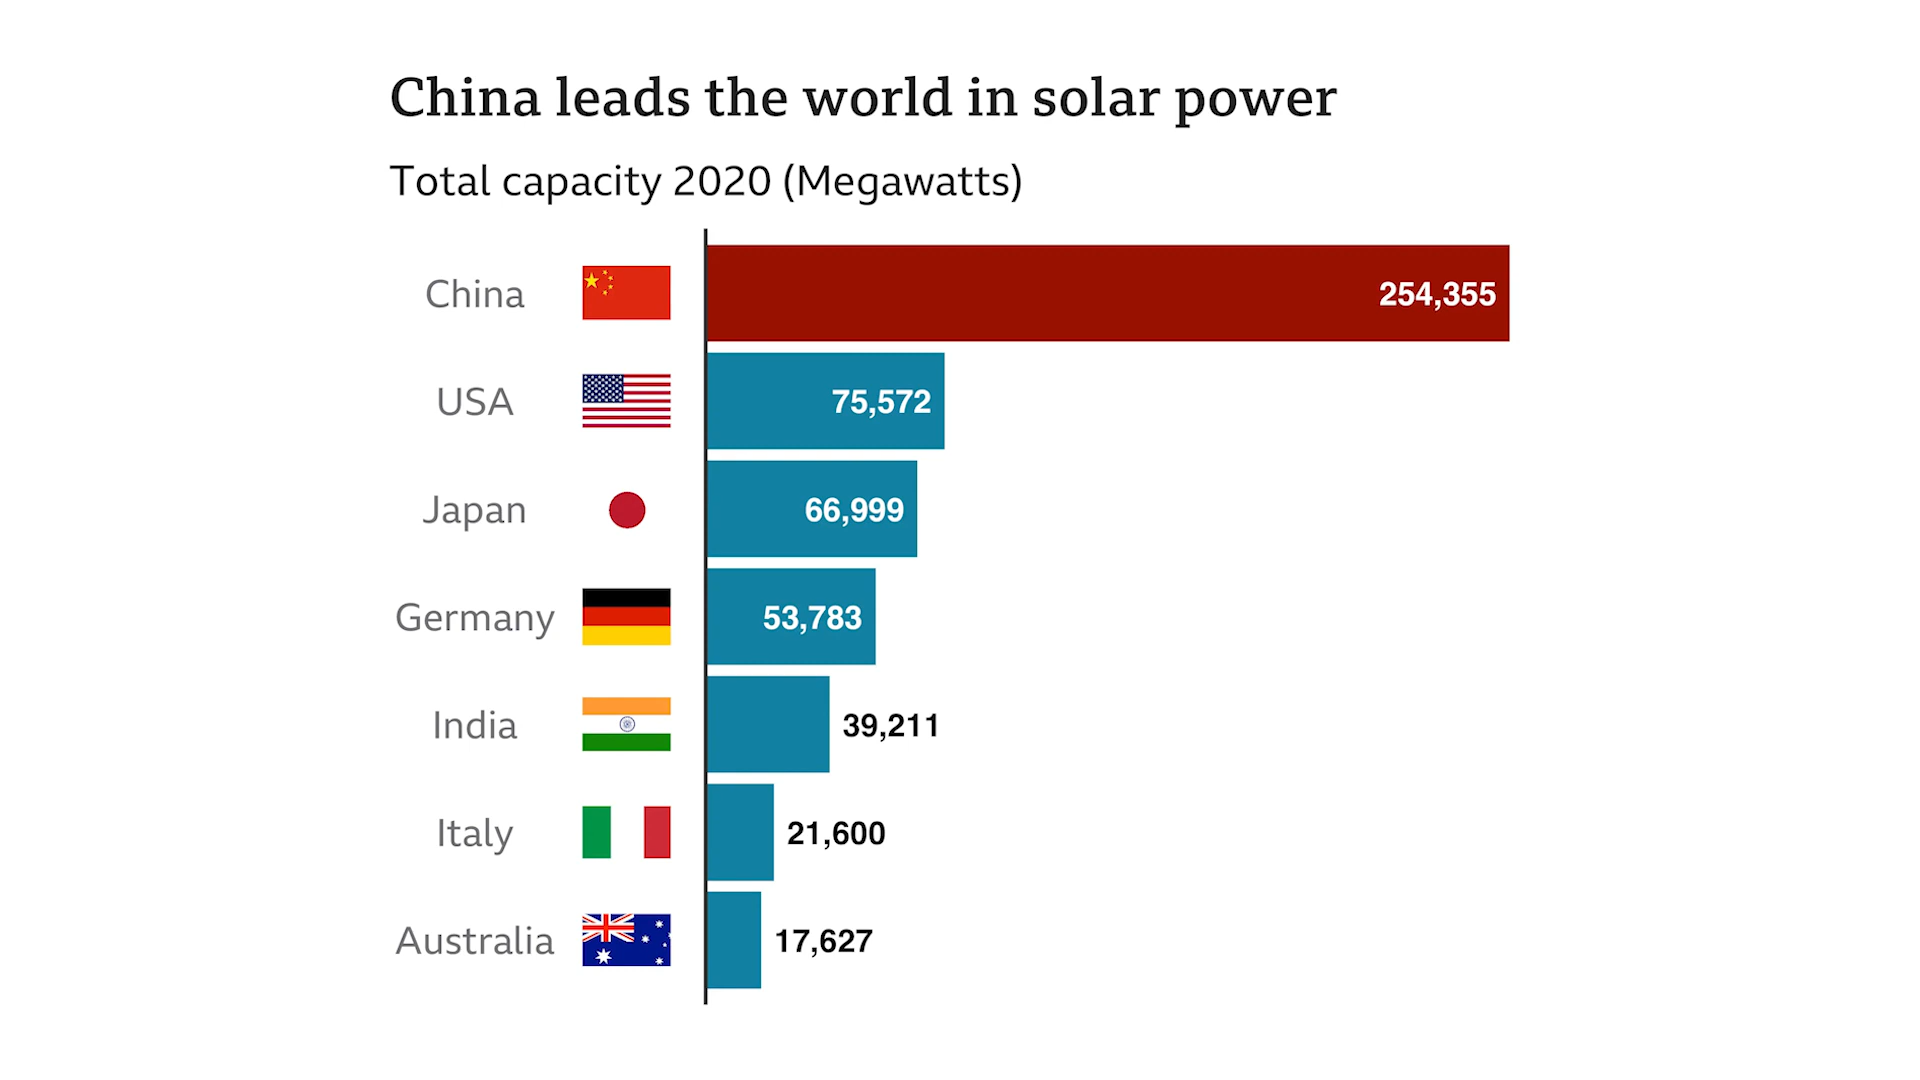 China leads the world in solar power
Total capacity 2020 (Megawatts)
China 254,355
USA 75,572
Japan 66,999
Germany 53,783
India 39,211
Italy 21,600
Australia 17,627